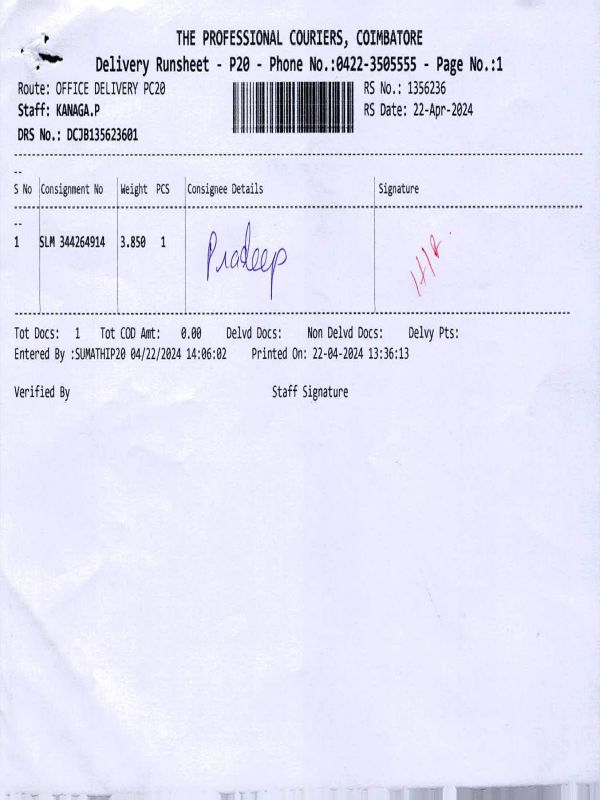 THE PROFESSIONAL COURIERS, COIMBATORE
Delivery Runsheet - P20 - Phone No.:0422-3505555 - Page No.:1
Route: OFFICE DELIVERY PC20 RS No.: 1356236
Staff: KANAGA.P RS Date: 22-Apr-2024
DRS No.: DCJB135623601
--
S No Consignment No Weight PCS Consignee Details Signature
--
1 SLM 344264914 3.850 1 Pradeep
Tot Docs: 1 Tot COD Amt: 0.00 Delvd Docs: Non Delvd Docs: Delvy Pts:
Entered By :SUMATHIP20 04/22/2024 14:06:02 Printed On: 22-04-2024 13:36:13
Verified By Staff Signature